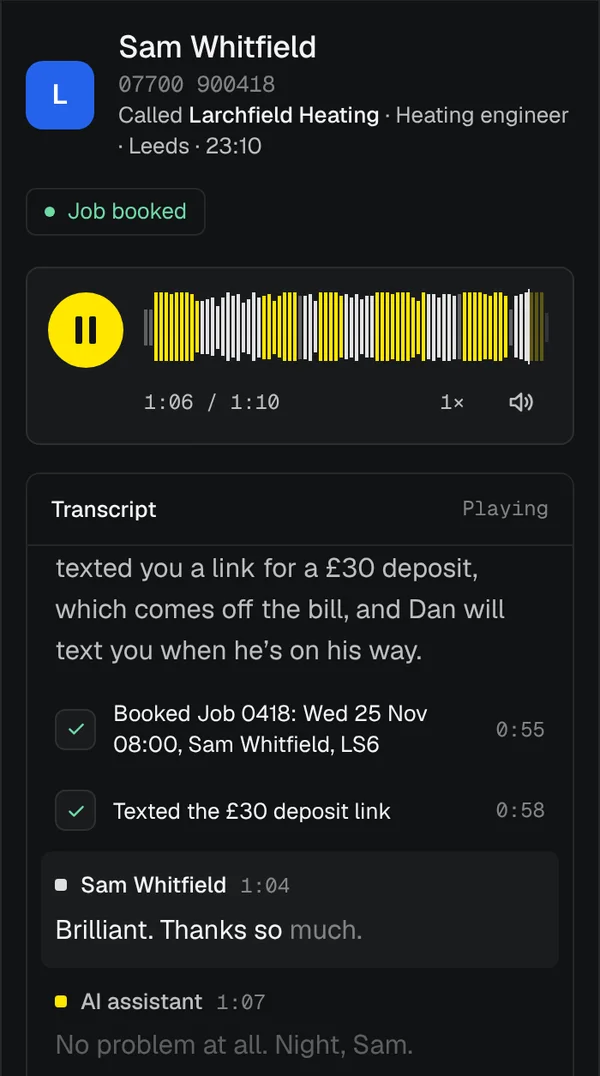 Sam Whitfield
07700 900418
L
Called Larchfield Heating · Heating engineer
· Leeds · 23:10
Job booked
1:06 / 1:10
1×
Transcript
Playing
texted you a link for a £30 deposit,
which comes off the bill, and Dan will
text you when he’s on his way.
Booked Job 0418: Wed 25 Nov
08:00, Sam Whitfield, LS6
0:55
Texted the £30 deposit link
0:58
Sam Whitfield 1:04
Brilliant. Thanks so much.
AI assistant 1:07
No problem at all. Night, Sam.